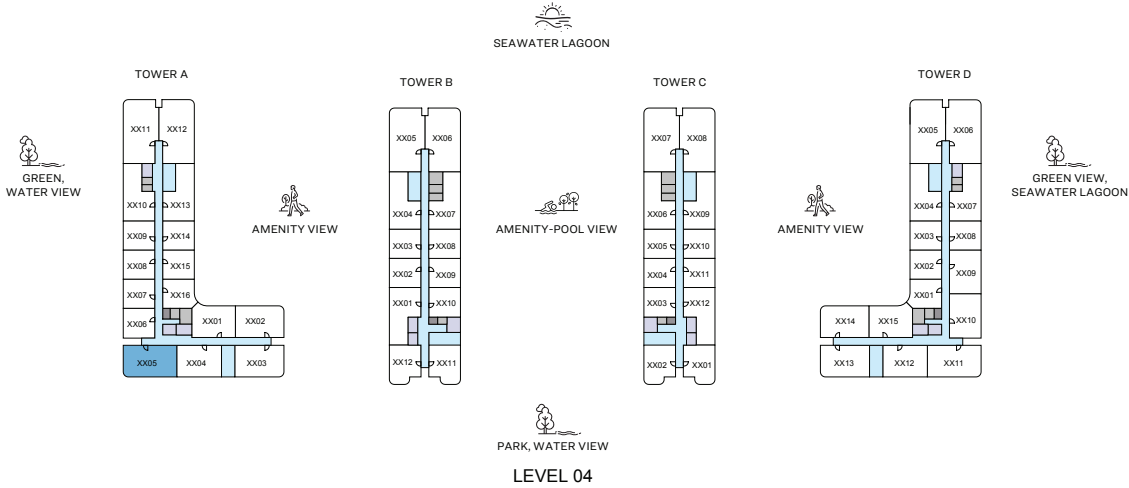 SEAWATER LAGOON
TOWER A
TOWER B
TOWER C
TOWER D
XX11 XX12
XX05 XX06
XX07 XX08
XX05 XX06
GREEN,
WATER VIEW
GREEN VIEW,
SEAWATER LAGOON
AMENITY VIEW
AMENITY-POOL VIEW
AMENITY VIEW
XX10 XX13
XX09 XX14
XX08 XX15
XX07 XX16
XX06 XX01 XX02
XX05 XX04 XX03
XX04 XX07
XX03 XX08
XX02 XX09
XX01 XX10
XX12 XX11
XX06 XX09
XX05 XX10
XX04 XX11
XX03 XX12
XX02 XX01
XX04 XX07
XX03 XX08
XX02 XX09
XX01
XX14 XX15 XX10
XX13 XX12 XX11
PARK, WATER VIEW
LEVEL 04